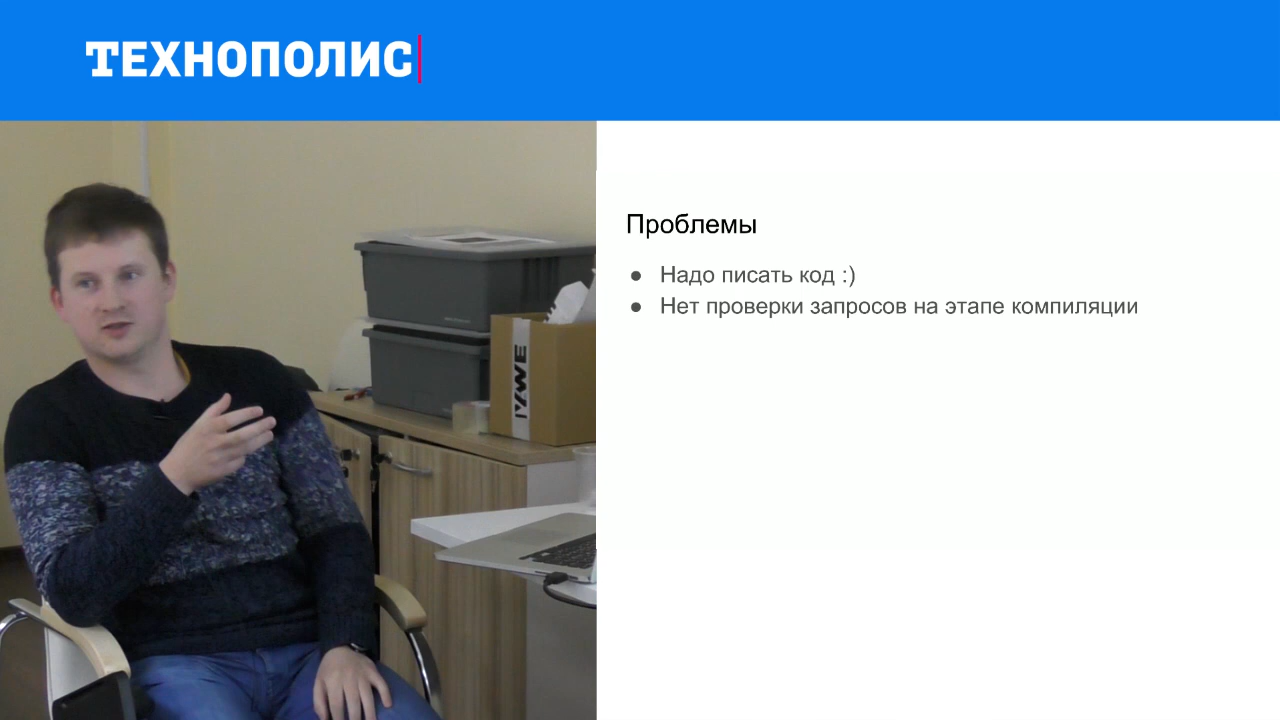 ТЕХНОПОЛИС
Проблемы
● Надо писать код :)
● Нет проверки запросов на этапе компиляции